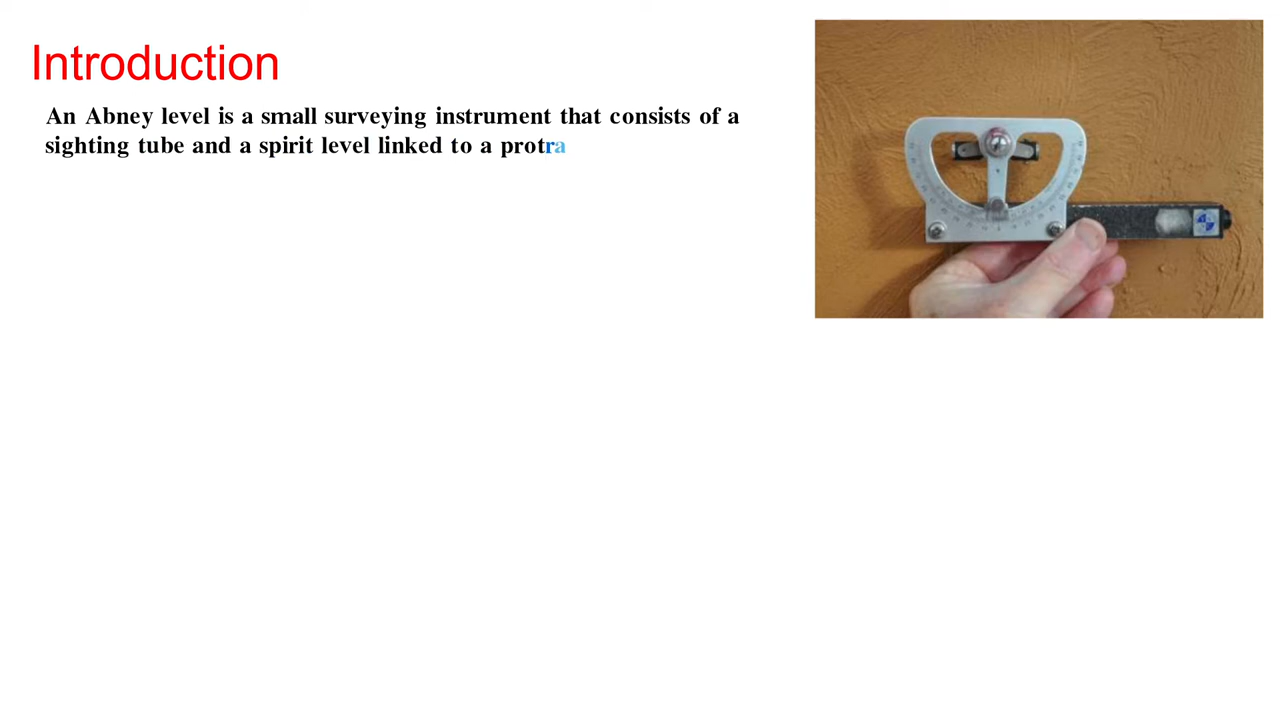 Introduction
An Abney level is a small surveying instrument that consists of a
sighting tube and a spirit level linked to a protra